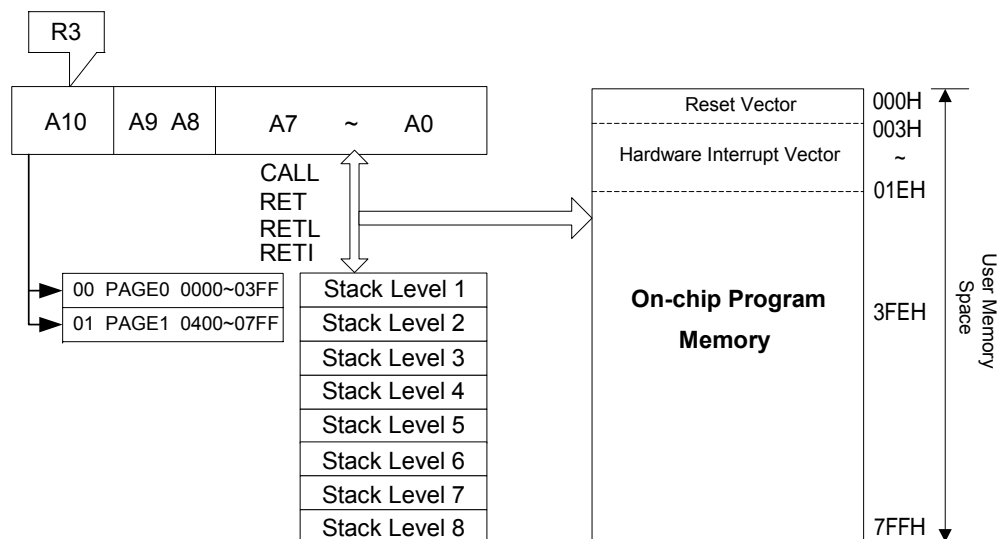 R3
A10
A9 A8
A7 ~ A0
CALL
RET
RETL
RETI
00 PAGE0 0000~03FF
01 PAGE1 0400~07FF
Stack Level 1
Stack Level 2
Stack Level 3
Stack Level 4
Stack Level 5
Stack Level 6
Stack Level 7
Stack Level 8
Reset Vector
Hardware Interrupt Vector
On-chip Program
Memory
000H
003H
~
01EH
3FEH
7FFH
User Memory
Space